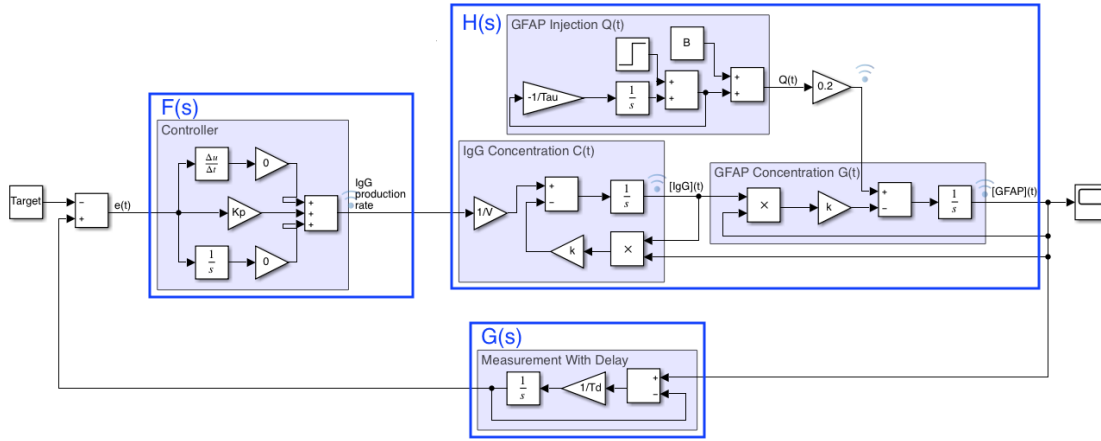 H(s)
GFAP Injection Q(t)
B
+
+
+
+
Q(t)
0.2
-1/Tau
1
s
F(s)
Controller
Δu
Δt
0
IgG
production
rate
Target
−
+
e(t)
Kp
+
+
+
1
s
0
IgG Concentration C(t)
1/V
+
−
1
s
[IgG](t)
k
×
GFAP Concentration G(t)
×
k
+
−
1
s
[GFAP](t)
G(s)
Measurement With Delay
1
s
1/Td
+
−